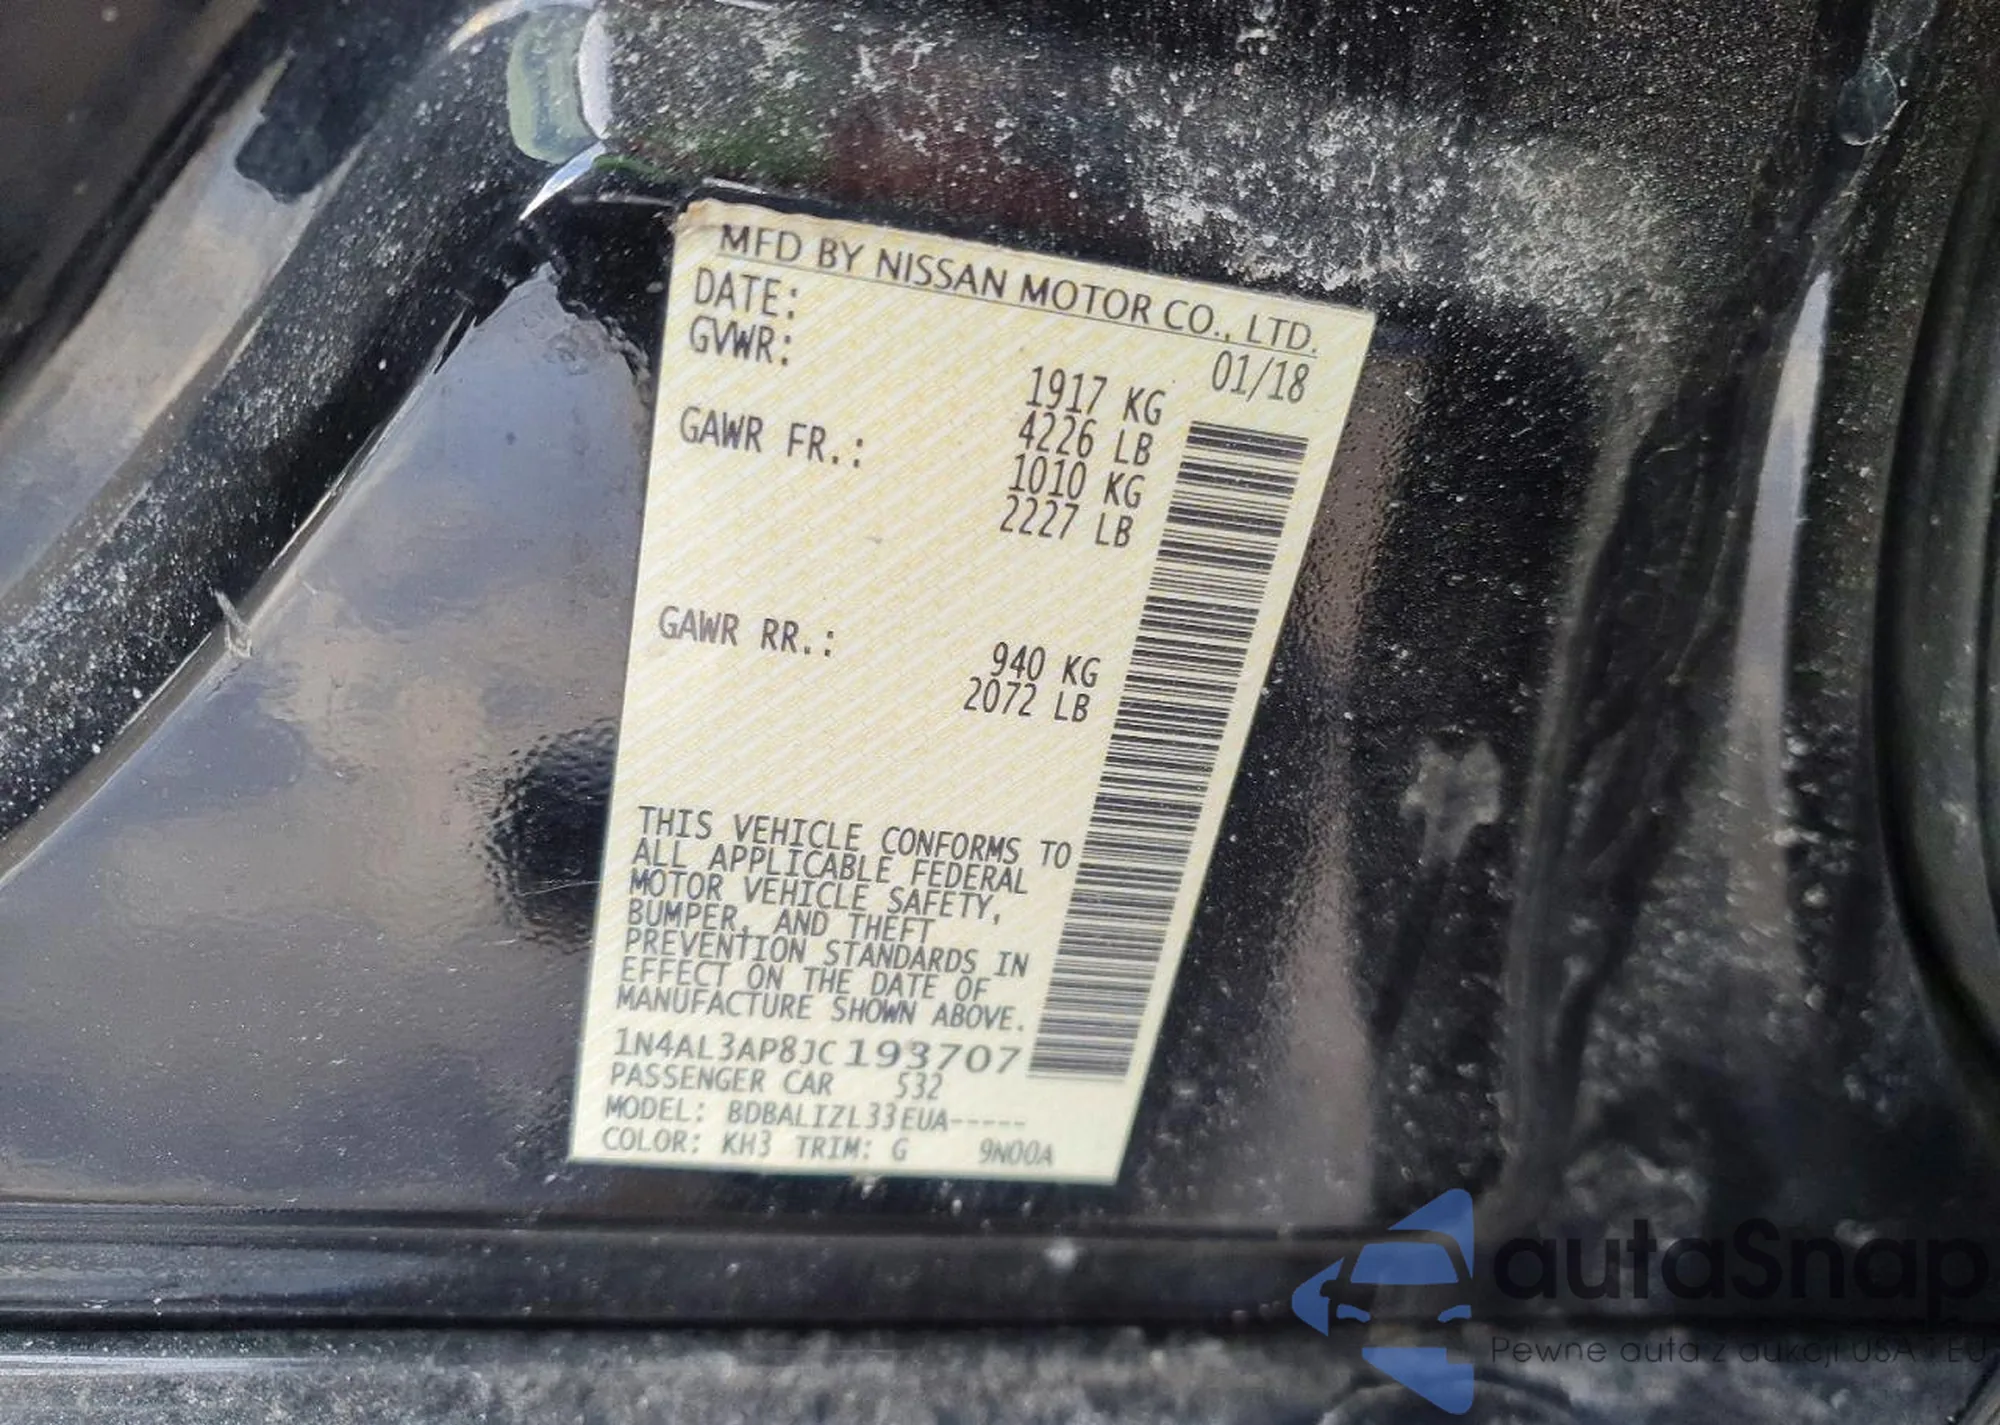 MFD BY NISSAN MOTOR CO., LTD.
DATE: 01/18
GVWR: 1917 KG
4226 LB
GAWR FR.: 1010 KG
2227 LB
GAWR RR.: 940 KG
2072 LB
THIS VEHICLE CONFORMS TO
ALL APPLICABLE FEDERAL
MOTOR VEHICLE SAFETY,
BUMPER, AND THEFT
PREVENTION STANDARDS IN
EFFECT ON THE DATE OF
MANUFACTURE SHOWN ABOVE.
1N4AL3AP8JC193707
PASSENGER CAR 532
MODEL: BDBALIZL33EUA-----
COLOR: KH3 TRIM: G 9N00A
autaSnap
Pewne auta z aukcji USA i EU